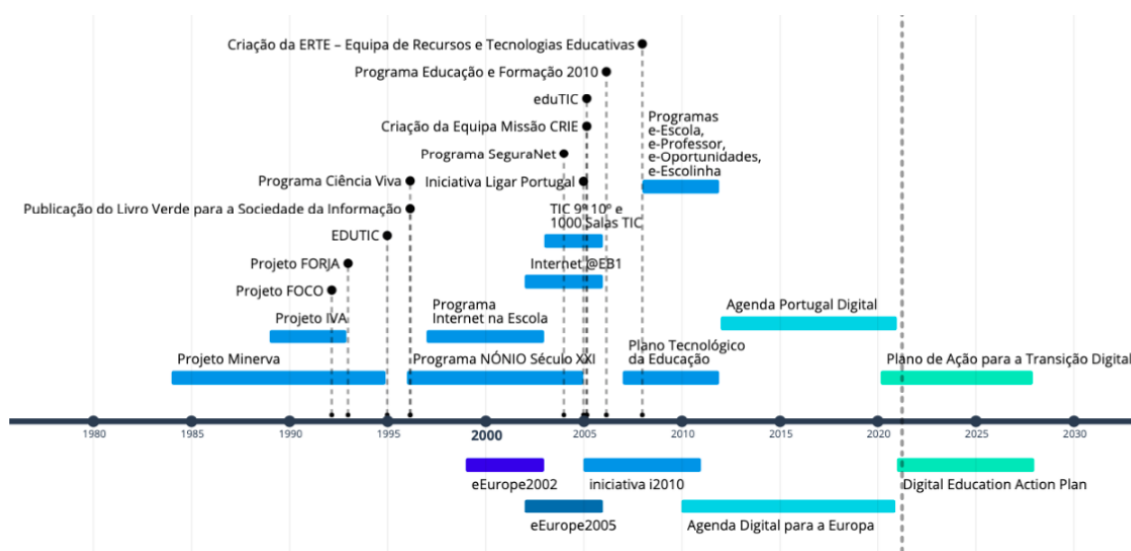 Criação da ERTE – Equipa de Recursos e Tecnologias Educativas
Programa Educação e Formação 2010
eduTIC
Criação da Equipa Missão CRIE
Programa SeguraNet
Programas
e-Escola,
e-Professor,
e-Oportunidades,
e-Escolinha
Programa Ciência Viva
Iniciativa Ligar Portugal
Publicação do Livro Verde para a Sociedade da Informação
TIC 9º 10º e
1000 Salas TIC
EDUTIC
Projeto FORJA
Internet @EB1
Projeto FOCO
Projeto IVA
Programa
Internet na Escola
Agenda Portugal Digital
Projeto Minerva
Programa NÓNIO Século XXI
Plano Tecnológico
da Educação
Plano de Ação para a Transição Digital
1980 1985 1990 1995 2000 2005 2010 2015 2020 2025 2030
eEurope2002
iniciativa i2010
Digital Education Action Plan
eEurope2005
Agenda Digital para a Europa